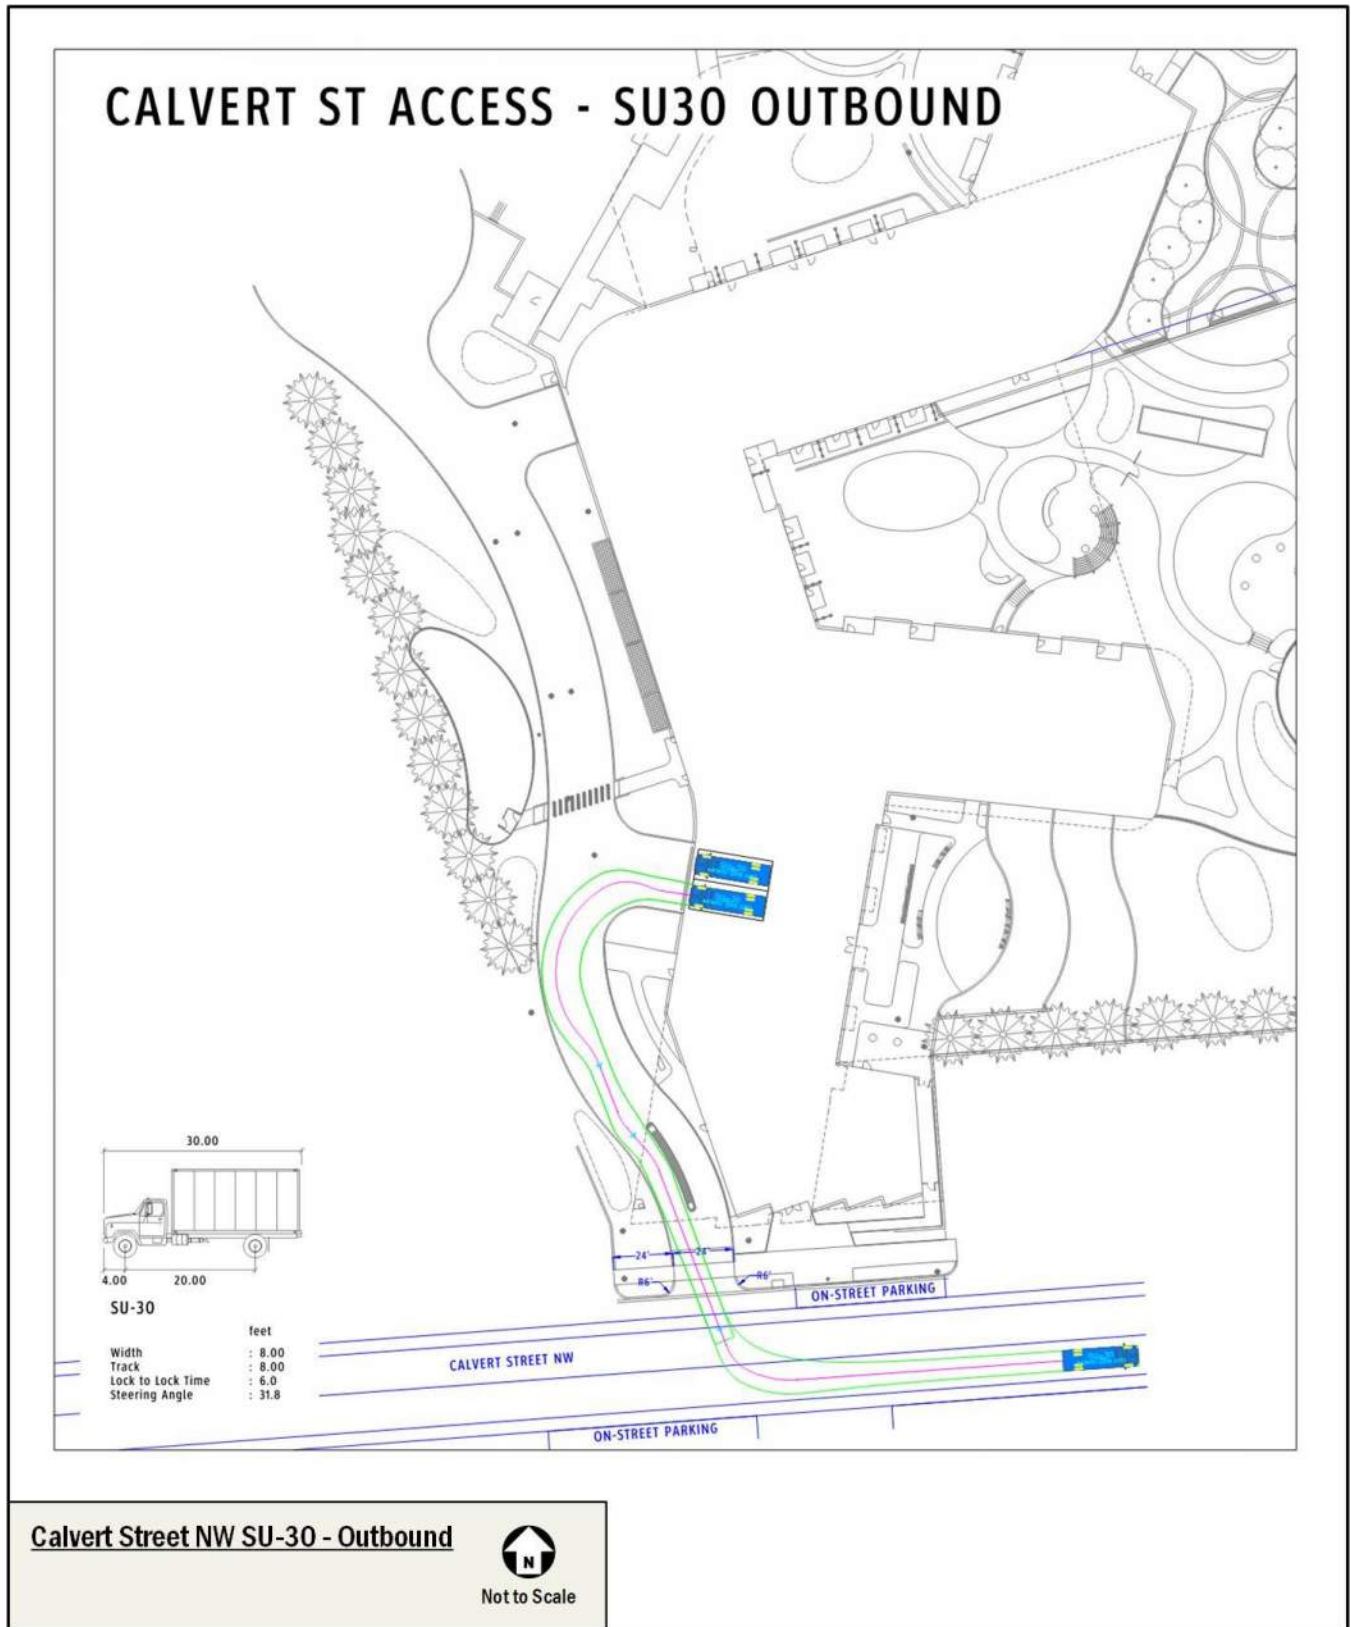 CALVERT ST ACCESS - SU30 OUTBOUND
30.00
4.00
20.00
SU-30
feet
Width : 8.00
Track : 8.00
Lock to Lock Time : 6.0
Steering Angle : 31.8
24'
24'
R6'
R6'
ON-STREET PARKING
CALVERT STREET NW
ON-STREET PARKING
Calvert Street NW SU-30 - Outbound
N
Not to Scale